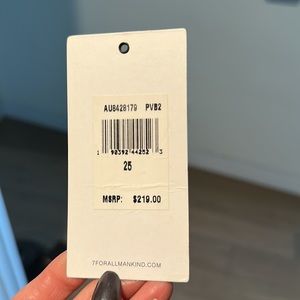 AU8428179 PVB2
1 90392 44252 3
25
MSRP: $219.00
7FORALLMANKIND.COM